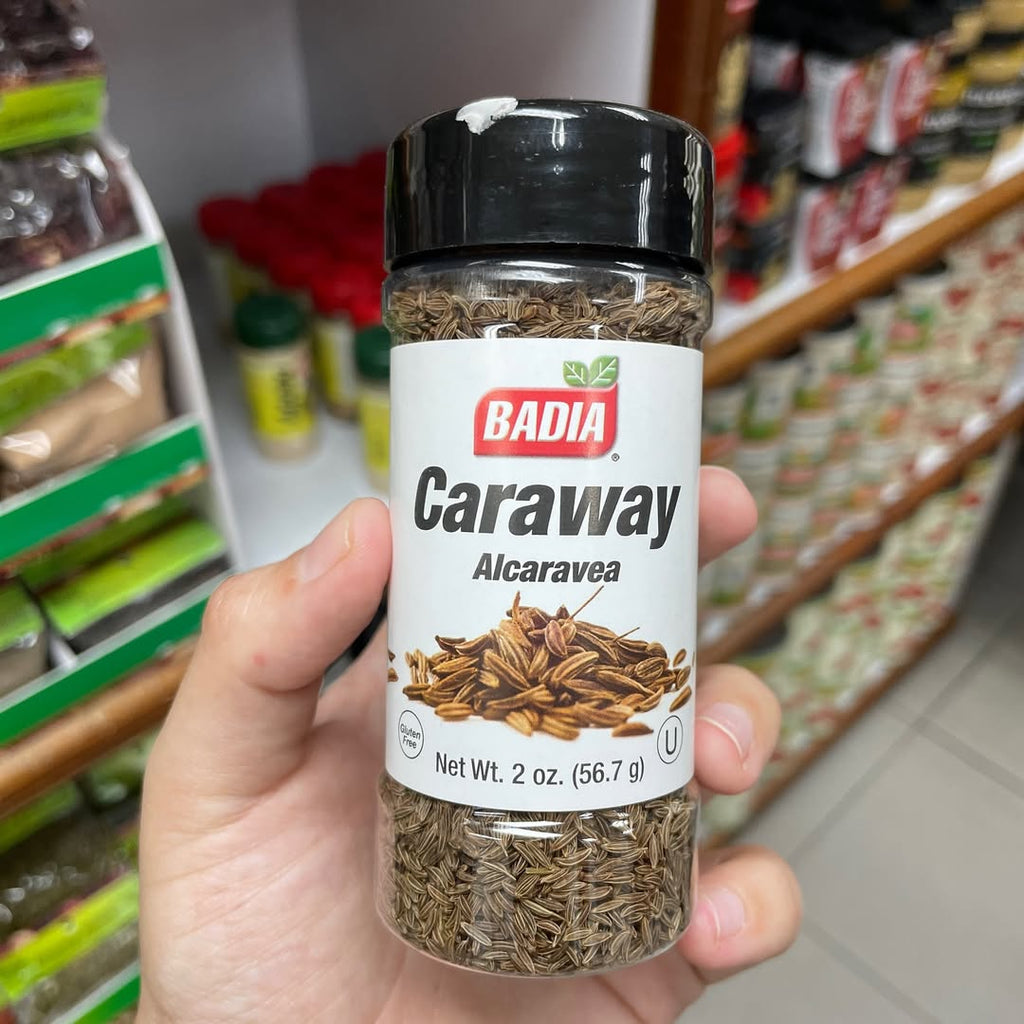 BADIA
®
Caraway
Alcaravea
Gluten
Free
U
Net Wt. 2 oz. (56.7 g)